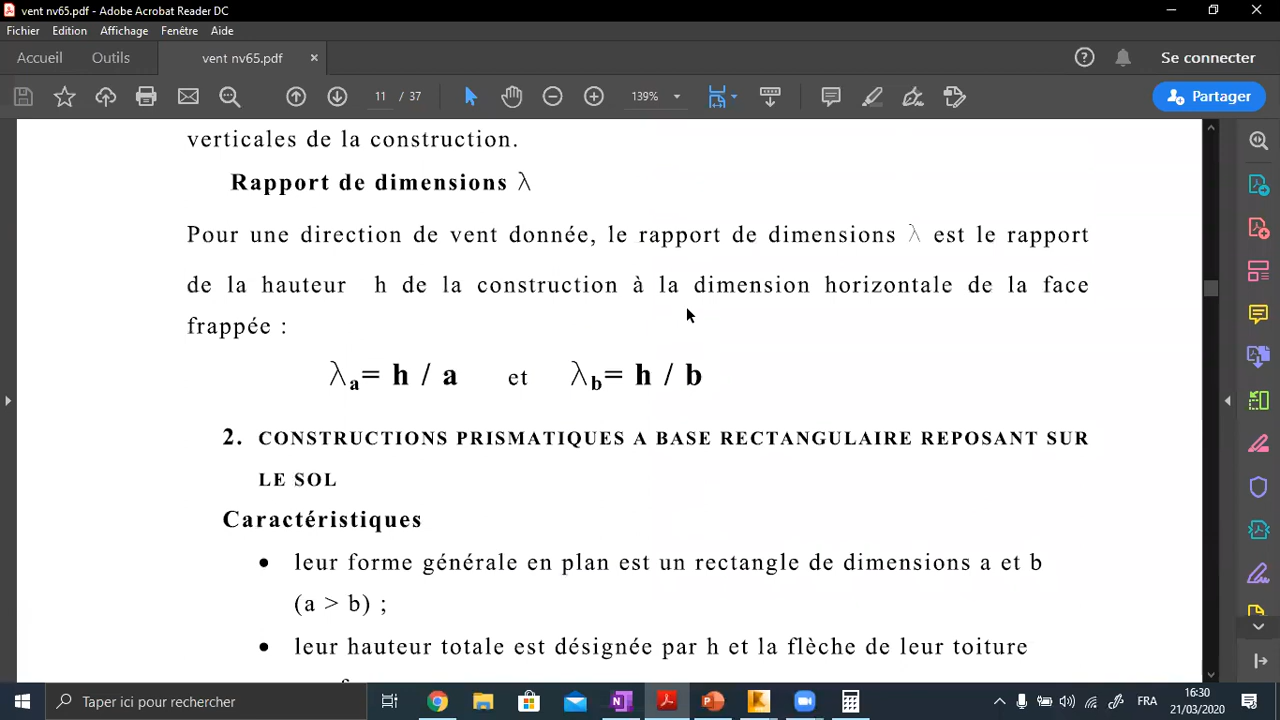 vent nv65.pdf - Adobe Acrobat Reader DC
Fichier Edition Affichage Fenêtre Aide
Accueil Outils vent nv65.pdf × Se connecter
11 / 37 139% Partager
verticales de la construction.
Rapport de dimensions λ
Pour une direction de vent donnée, le rapport de dimensions λ est le rapport
de la hauteur h de la construction à la dimension horizontale de la face
frappée :
λa= h / a et λb= h / b
2. CONSTRUCTIONS PRISMATIQUES A BASE RECTANGULAIRE REPOSANT SUR
LE SOL
Caractéristiques
• leur forme générale en plan est un rectangle de dimensions a et b
(a > b) ;
• leur hauteur totale est désignée par h et la flèche de leur toiture
Taper ici pour rechercher FRA 16:30
21/03/2020